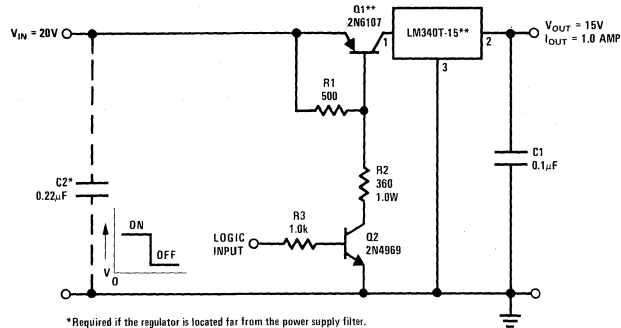 Q1**
2N6107
V_IN = 20V
1
LM340T-15**
2
V_OUT = 15V
I_OUT = 1.0 AMP
3
R1
500
R2
360
1.0W
C1
0.1µF
C2*
0.22µF
ON
OFF
V
0
LOGIC
INPUT
R3
1.0k
Q2
2N4969
*Required if the regulator is located far from the power supply filter.